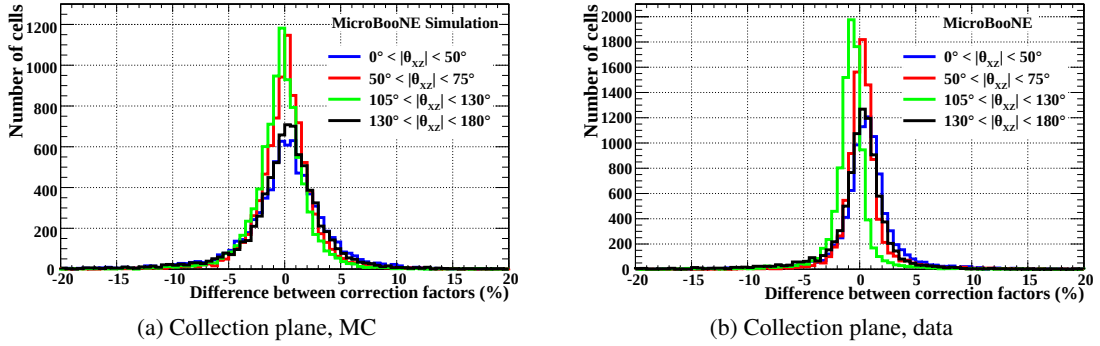 Number of cells
1200
1000
800
600
400
200
0
MicroBooNE Simulation
0° < |θxz| < 50°
50° < |θxz| < 75°
105° < |θxz| < 130°
130° < |θxz| < 180°
-20 -15 -10 -5 0 5 10 15 20
Difference between correction factors (%)
(a) Collection plane, MC
Number of cells
2000
1800
1600
1400
1200
1000
800
600
400
200
0
MicroBooNE
0° < |θxz| < 50°
50° < |θxz| < 75°
105° < |θxz| < 130°
130° < |θxz| < 180°
-20 -15 -10 -5 0 5 10 15 20
Difference between correction factors (%)
(b) Collection plane, data